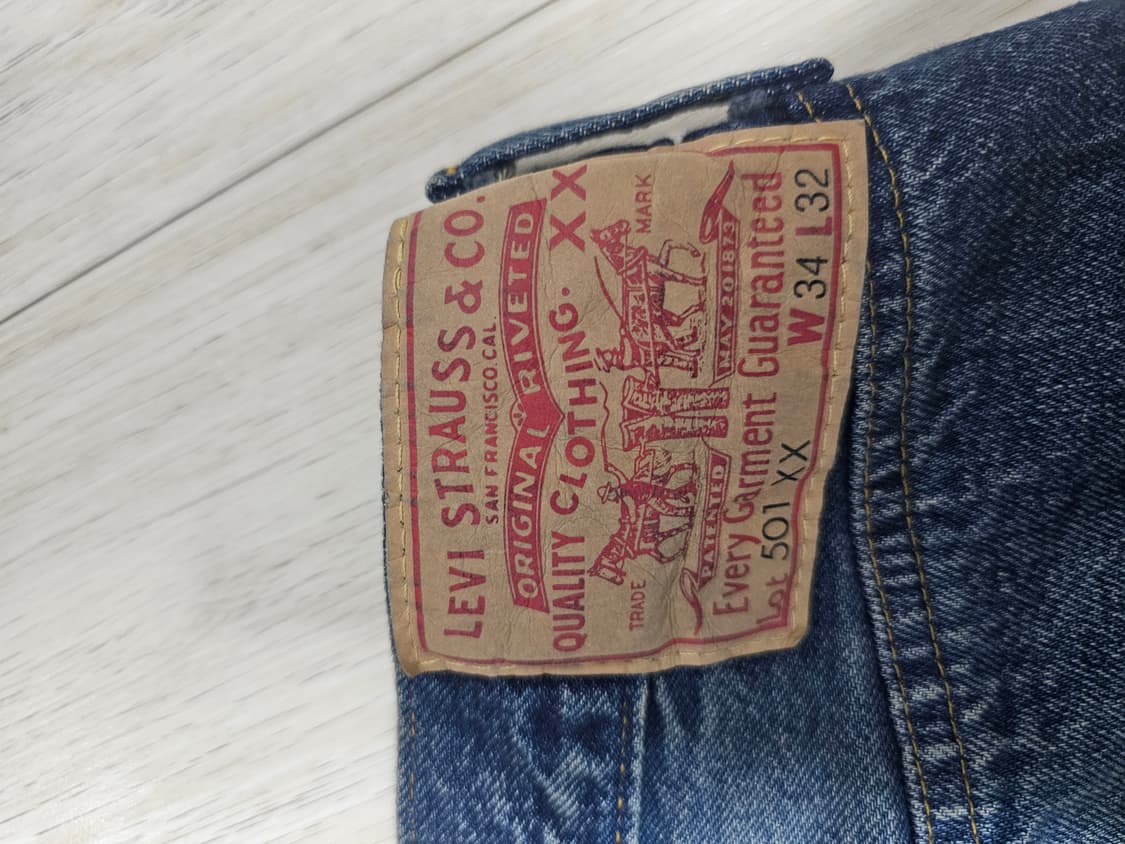 LEVI STRAUSS & CO.
SAN FRANCISCO.CAL.
ORIGINAL RIVETED
QUALITY CLOTHING. XX
TRADE MARK
PATENTED MAY 20 1873
Every Garment Guaranteed
Lot 501 XX W 34 L 32